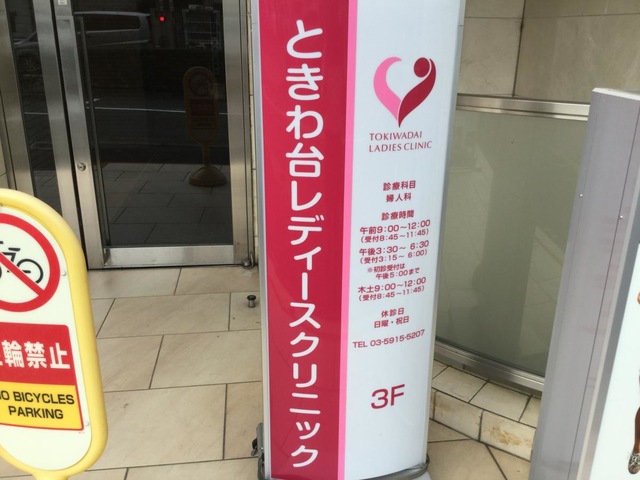 ときわ台レディースクリニック
TOKIWADAI
LADIES CLINIC
診療科目
婦人科
診療時間
午前9:00〜12:00
(受付8:45〜11:45)
午後3:30〜 6:30
(受付3:15〜 6:00)
※初診受付は
午後5:00まで
木土9:00〜12:00
(受付8:45〜11:45)
休診日
日曜・祝日
TEL 03-5915-5207
3F
輪禁止
NO BICYCLES
PARKING